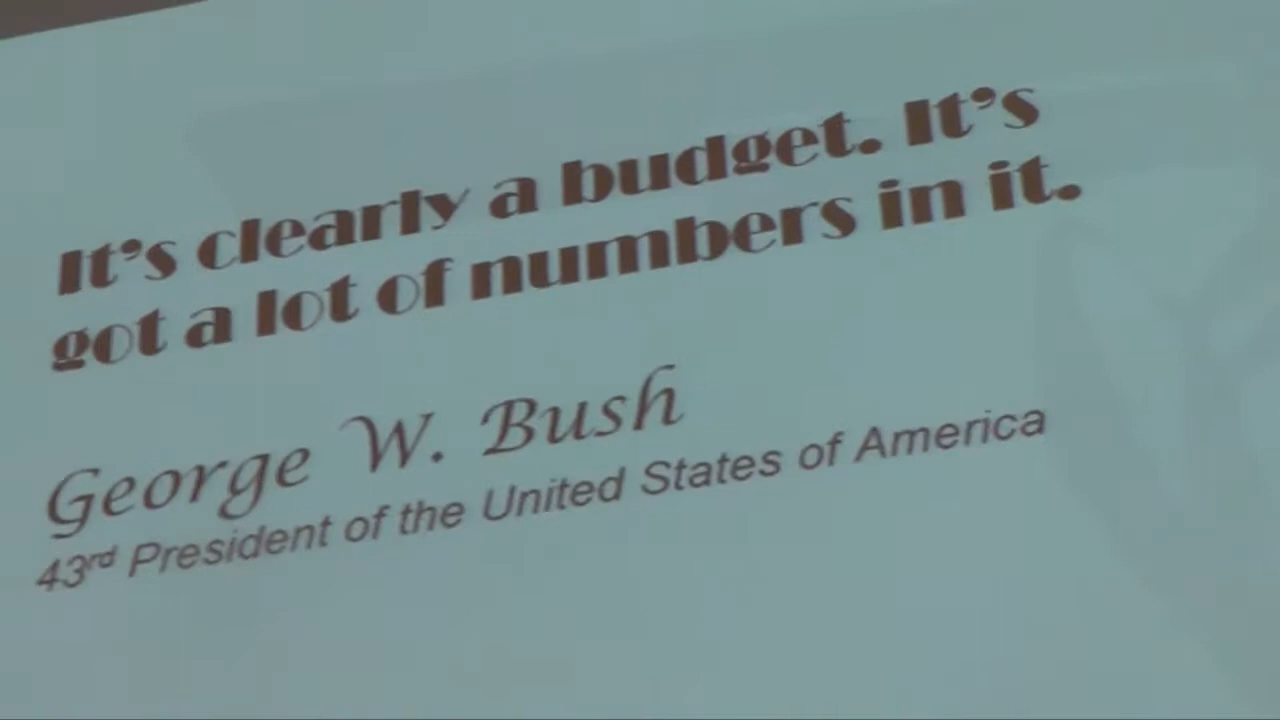 It's clearly a budget. It's
got a lot of numbers in it.
George W. Bush
43rd President of the United States of America